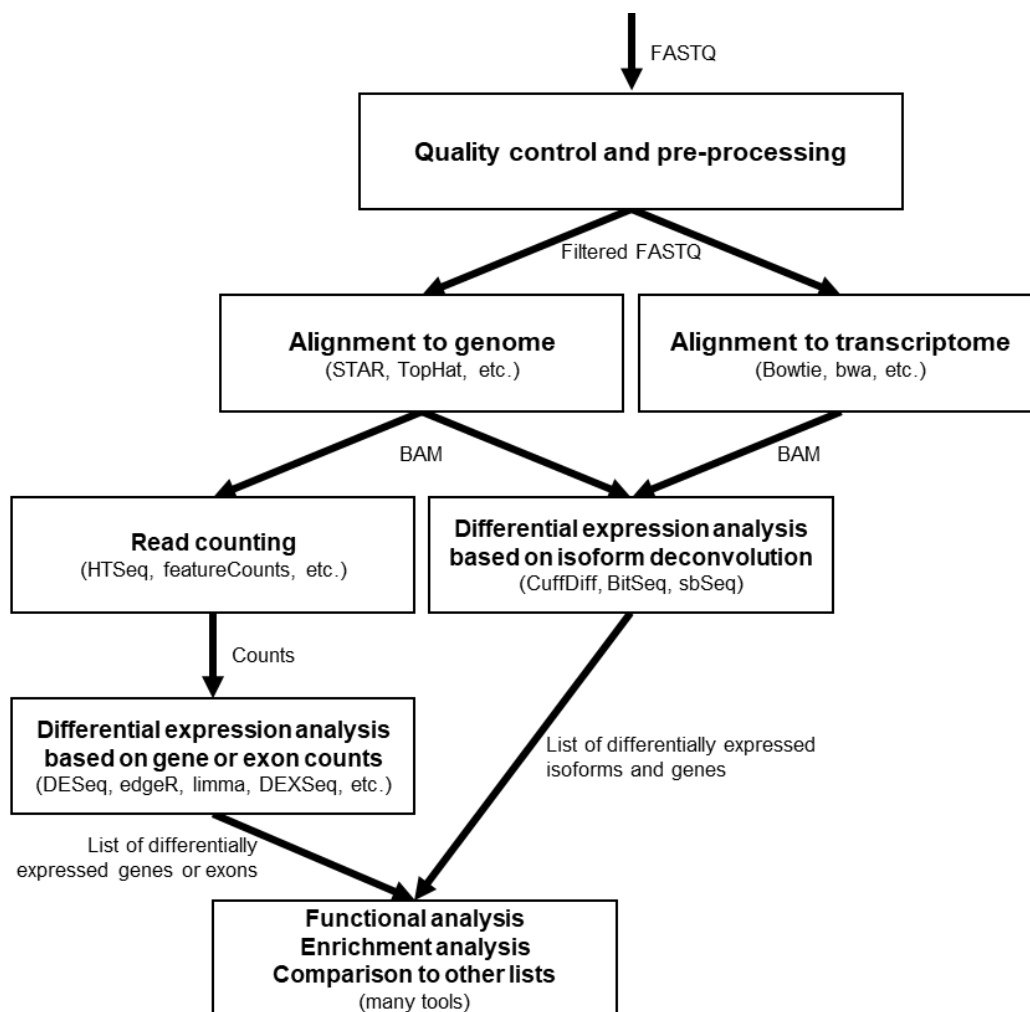 FASTQ
Quality control and pre-processing
Filtered FASTQ
Alignment to genome
(STAR, TopHat, etc.)
Alignment to transcriptome
(Bowtie, bwa, etc.)
BAM
BAM
Read counting
(HTSeq, featureCounts, etc.)
Differential expression analysis
based on isoform deconvolution
(CuffDiff, BitSeq, sbSeq)
Counts
Differential expression analysis
based on gene or exon counts
(DESeq, edgeR, limma, DEXSeq, etc.)
List of differentially expressed
isoforms and genes
List of differentially
expressed genes or exons
Functional analysis
Enrichment analysis
Comparison to other lists
(many tools)